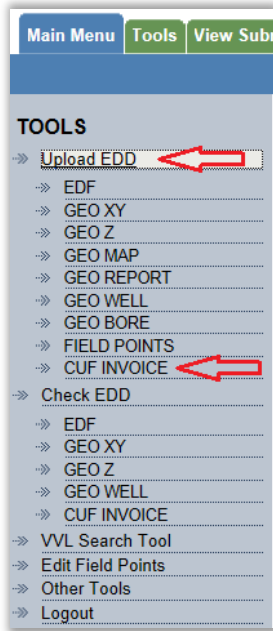 Main Menu Tools View Sub
TOOLS
Upload EDD
EDF
GEO XY
GEO Z
GEO MAP
GEO REPORT
GEO WELL
GEO BORE
FIELD POINTS
CUF INVOICE
Check EDD
EDF
GEO XY
GEO Z
GEO WELL
CUF INVOICE
VVL Search Tool
Edit Field Points
Other Tools
Logout